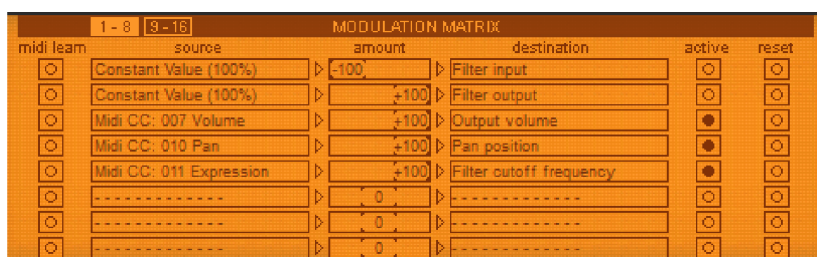 1 - 8 9 - 16 MODULATION MATRIX
midi learn source amount destination active reset
Constant Value (100%) -100 Filter input
Constant Value (100%) +100 Filter output
Midi CC: 007 Volume +100 Output volume
Midi CC: 010 Pan +100 Pan position
Midi CC: 011 Expression +100 Filter cutoff frequency
- - - - - - - - - - - - - 0 - - - - - - - - - - - - -
- - - - - - - - - - - - - 0 - - - - - - - - - - - - -
- - - - - - - - - - - - - 0 - - - - - - - - - - - - -